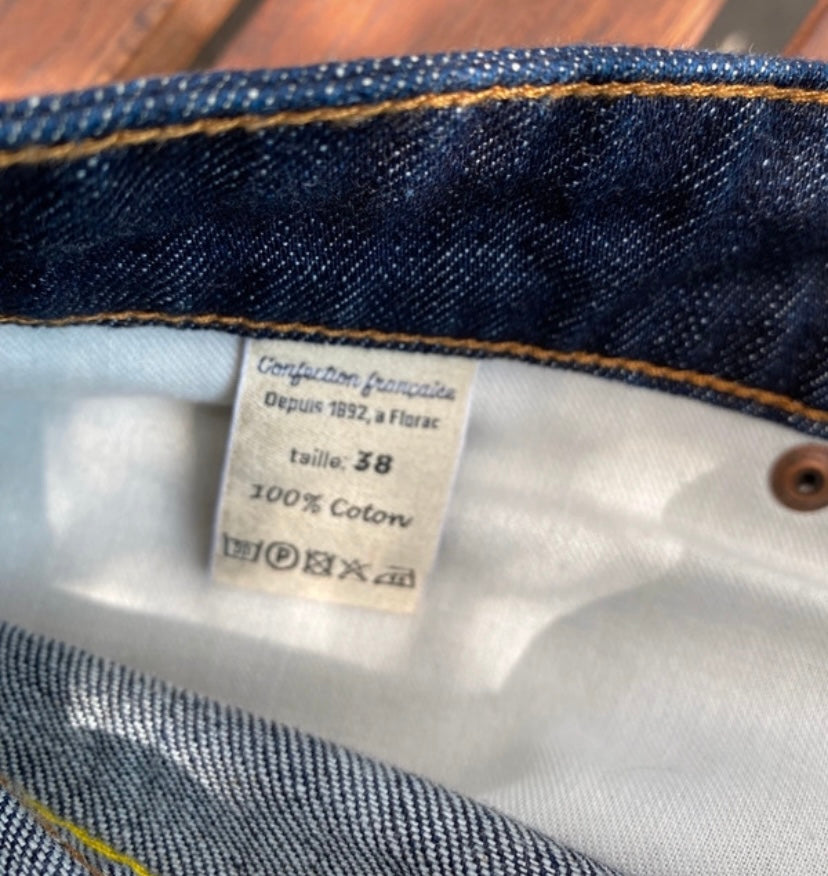 Confection française
Depuis 1892, a Florac
taille: 38
100% Coton
P